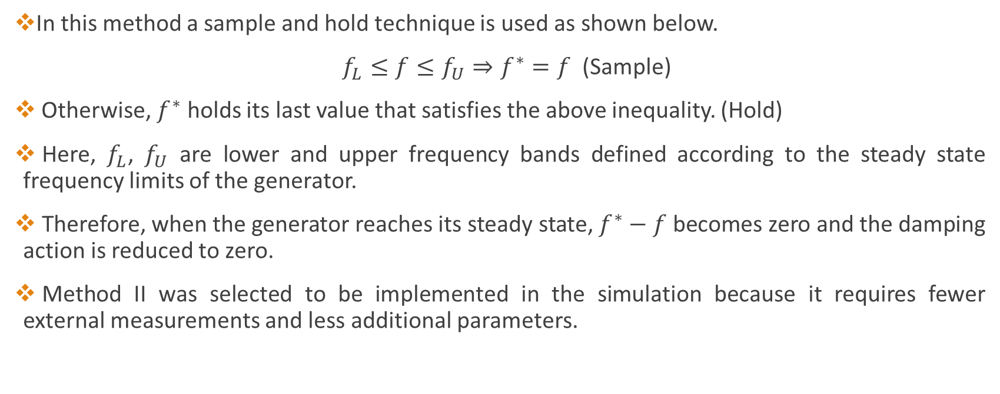 ❖In this method a sample and hold technique is used as shown below.
f_L ≤ f ≤ f_U ⇒ f* = f (Sample)
❖ Otherwise, f* holds its last value that satisfies the above inequality. (Hold)
❖ Here, f_L, f_U are lower and upper frequency bands defined according to the steady state
frequency limits of the generator.
❖ Therefore, when the generator reaches its steady state, f* − f becomes zero and the damping
action is reduced to zero.
❖ Method II was selected to be implemented in the simulation because it requires fewer
external measurements and less additional parameters.